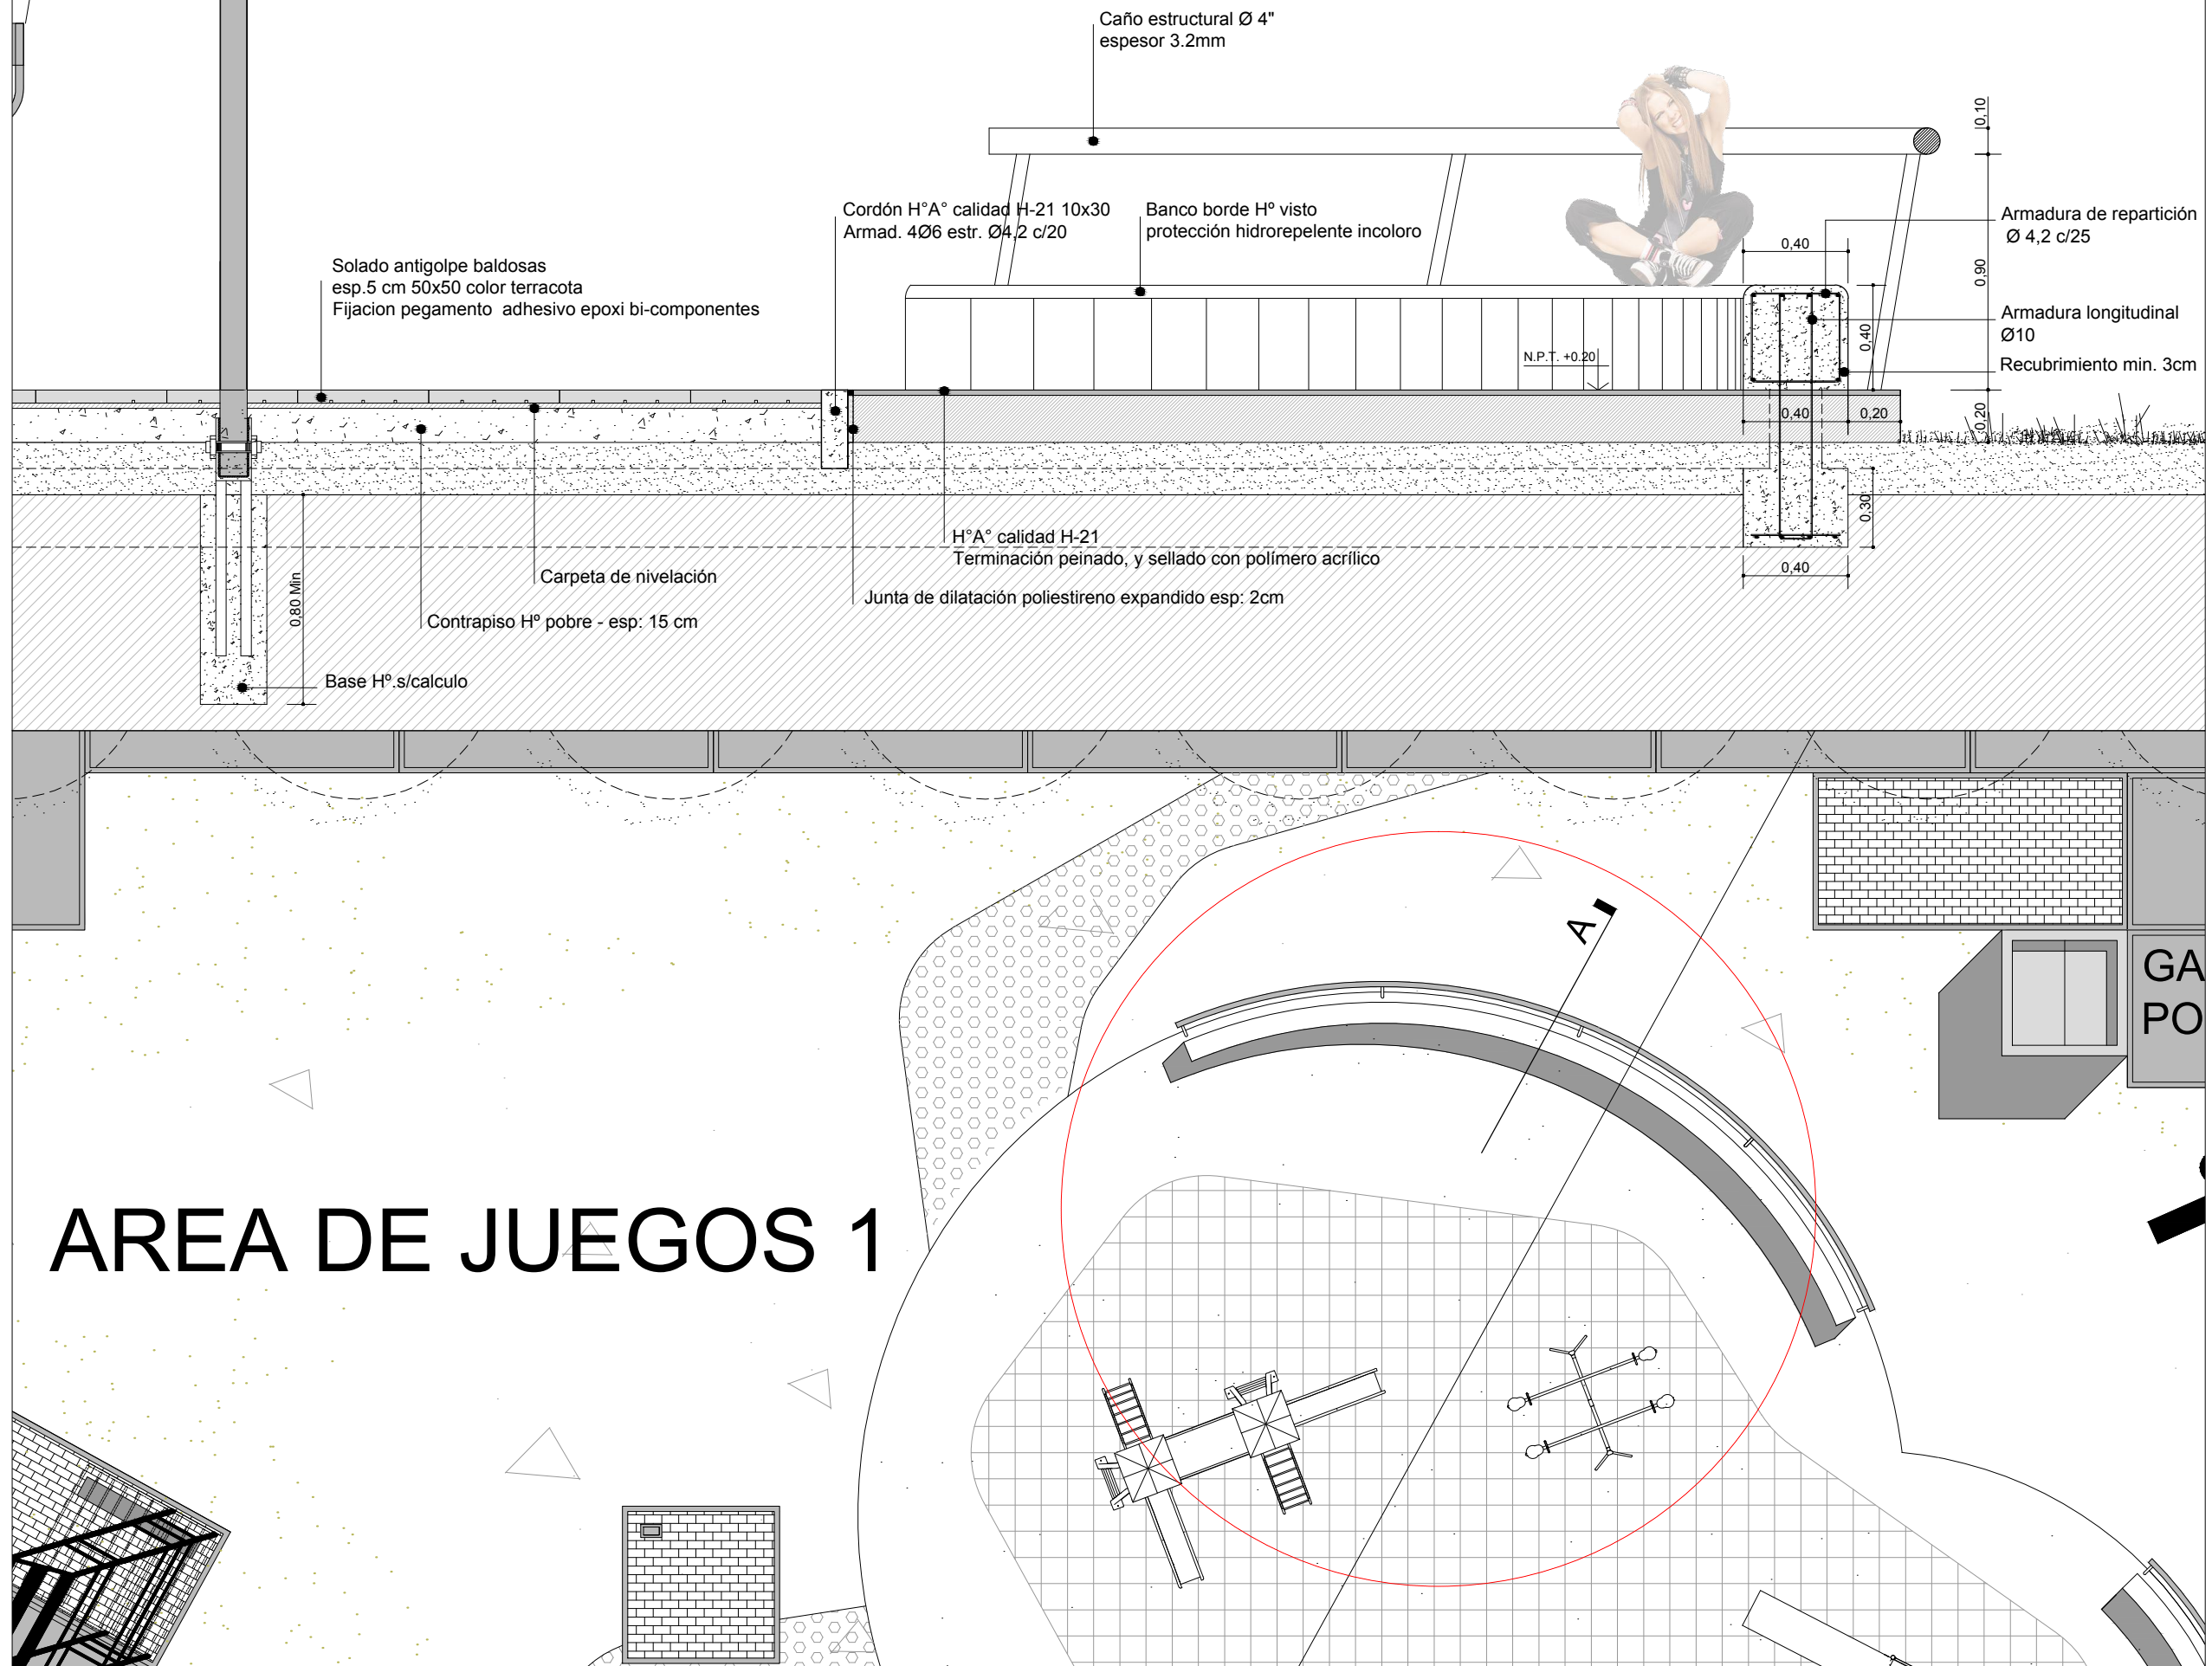 Caño estructural Ø 4"
espesor 3.2mm
0,10
Cordón H°A° calidad H-21 10x30
Armad. 4Ø6 estr. Ø4.2 c/20
Banco borde Hº visto
protección hidrorepelente incoloro
0,40
Armadura de repartición
Ø 4,2 c/25
Solado antigolpe baldosas
esp.5 cm 50x50 color terracota
Fijacion pegamento adhesivo epoxi bi-componentes
0,90
Armadura longitudinal
Ø10
0,40
N.P.T. +0.20
Recubrimiento min. 3cm
0,40
0,20
0,20
0,30
H°A° calidad H-21
Terminación peinado, y sellado con polímero acrílico
0,40
Carpeta de nivelación
0,80 Min
Junta de dilatación poliestireno expandido esp: 2cm
Contrapiso Hº pobre - esp: 15 cm
Base Hº.s/calculo
A
GA
PO
AREA DE JUEGOS 1